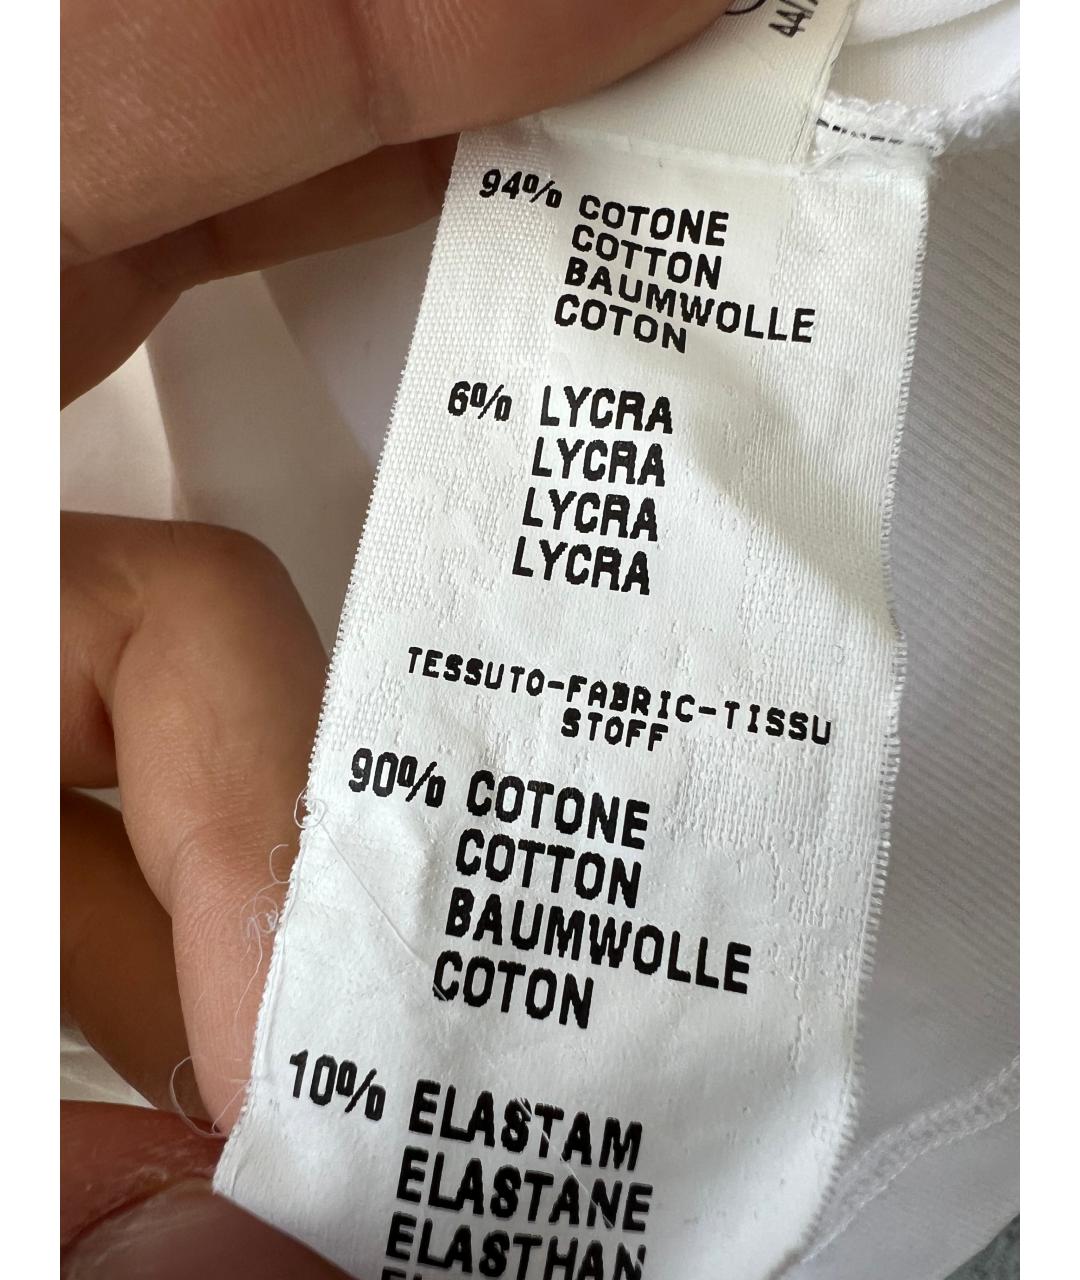 94% COTONE
COTTON
BAUMWOLLE
COTON
6% LYCRA
LYCRA
LYCRA
LYCRA
TESSUTO-FABRIC-TISSU
STOFF
90% COTONE
COTTON
BAUMWOLLE
COTON
10% ELASTAM
ELASTANE
ELASTHAN